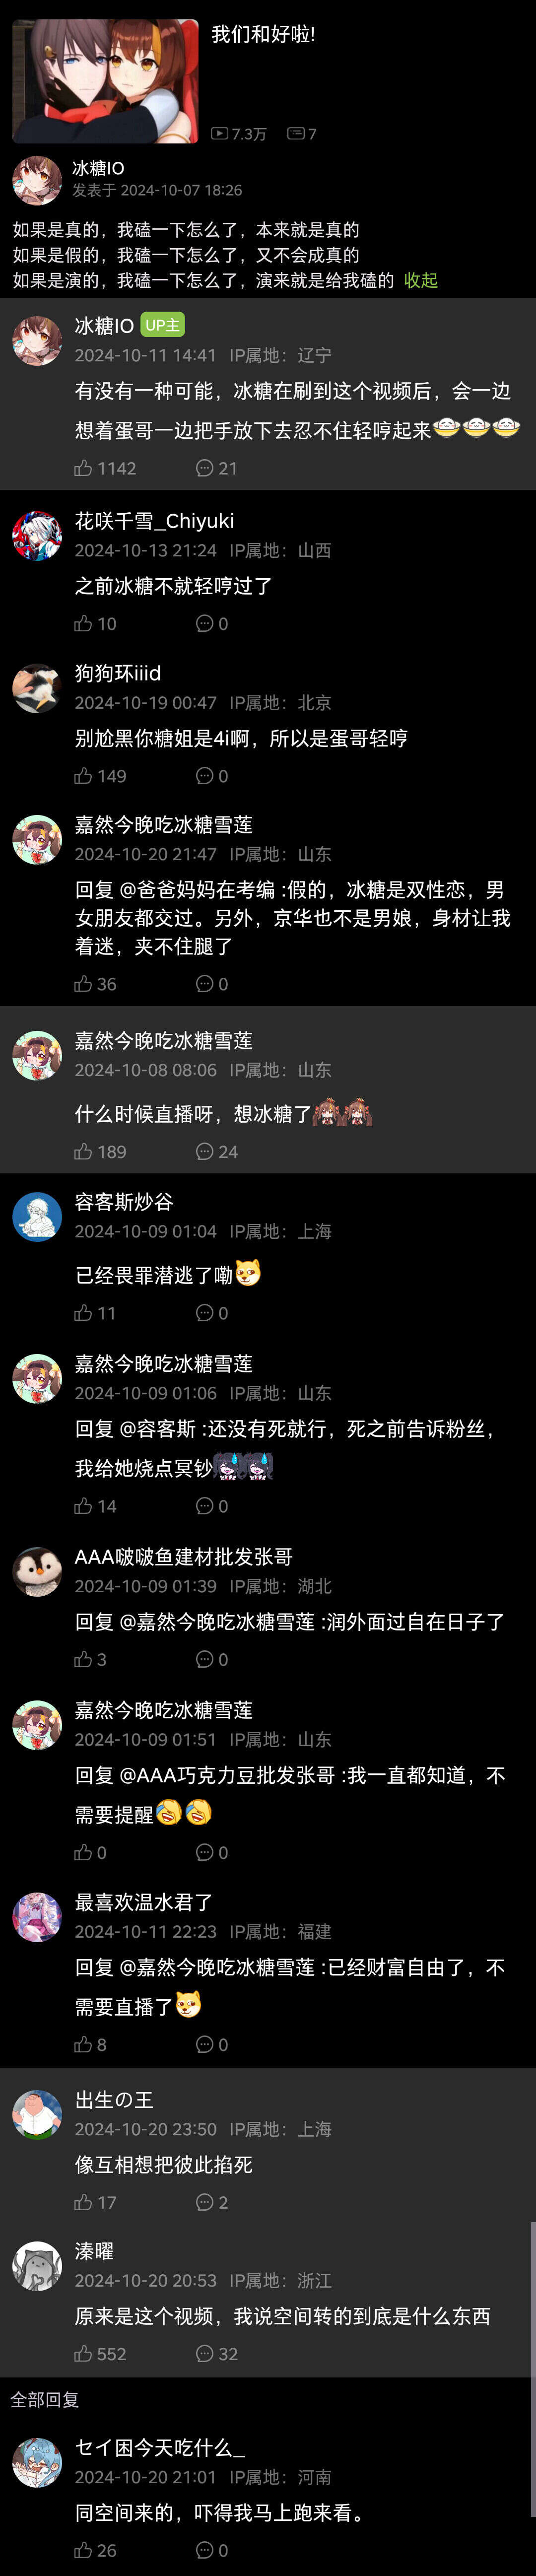 我们和好啦!
7.3万 7
冰糖IO
发表于 2024-10-07 18:26
如果是真的，我磕一下怎么了，本来就是真的
如果是假的，我磕一下怎么了，又不会成真的
如果是演的，我磕一下怎么了，演来就是给我磕的 收起
冰糖IO UP主
2024-10-11 14:41 IP属地：辽宁
有没有一种可能，冰糖在刷到这个视频后，会一边
想着蛋哥一边把手放下去忍不住轻哼起来
1142 21
花咲千雪_Chiyuki
2024-10-13 21:24 IP属地：山西
之前冰糖不就轻哼过了
10 0
狗狗环iiid
2024-10-19 00:47 IP属地：北京
别尬黑你糖姐是4i啊，所以是蛋哥轻哼
149 0
嘉然今晚吃冰糖雪莲
2024-10-20 21:47 IP属地：山东
回复 @爸爸妈妈在考编 :假的，冰糖是双性恋，男
女朋友都交过。另外，京华也不是男娘，身材让我
着迷，夹不住腿了
36 0
嘉然今晚吃冰糖雪莲
2024-10-08 08:06 IP属地：山东
什么时候直播呀，想冰糖了
189 24
容客斯炒谷
2024-10-09 01:04 IP属地：上海
已经畏罪潜逃了嘞
11 0
嘉然今晚吃冰糖雪莲
2024-10-09 01:06 IP属地：山东
回复 @容客斯 :还没有死就行，死之前告诉粉丝，
我给她烧点冥钞
14 0
AAA啵啵鱼建材批发张哥
2024-10-09 01:39 IP属地：湖北
回复 @嘉然今晚吃冰糖雪莲 :润外面过自在日子了
3 0
嘉然今晚吃冰糖雪莲
2024-10-09 01:51 IP属地：山东
回复 @AAA巧克力豆批发张哥 :我一直都知道，不
需要提醒
0 0
最喜欢温水君了
2024-10-11 22:23 IP属地：福建
回复 @嘉然今晚吃冰糖雪莲 :已经财富自由了，不
需要直播了
8 0
出生の王
2024-10-20 23:50 IP属地：上海
像互相想把彼此掐死
17 2
溱曜
2024-10-20 20:53 IP属地：浙江
原来是这个视频，我说空间转的到底是什么东西
552 32
全部回复
セイ困今天吃什么_
2024-10-20 21:01 IP属地：河南
同空间来的，吓得我马上跑来看。
26 0